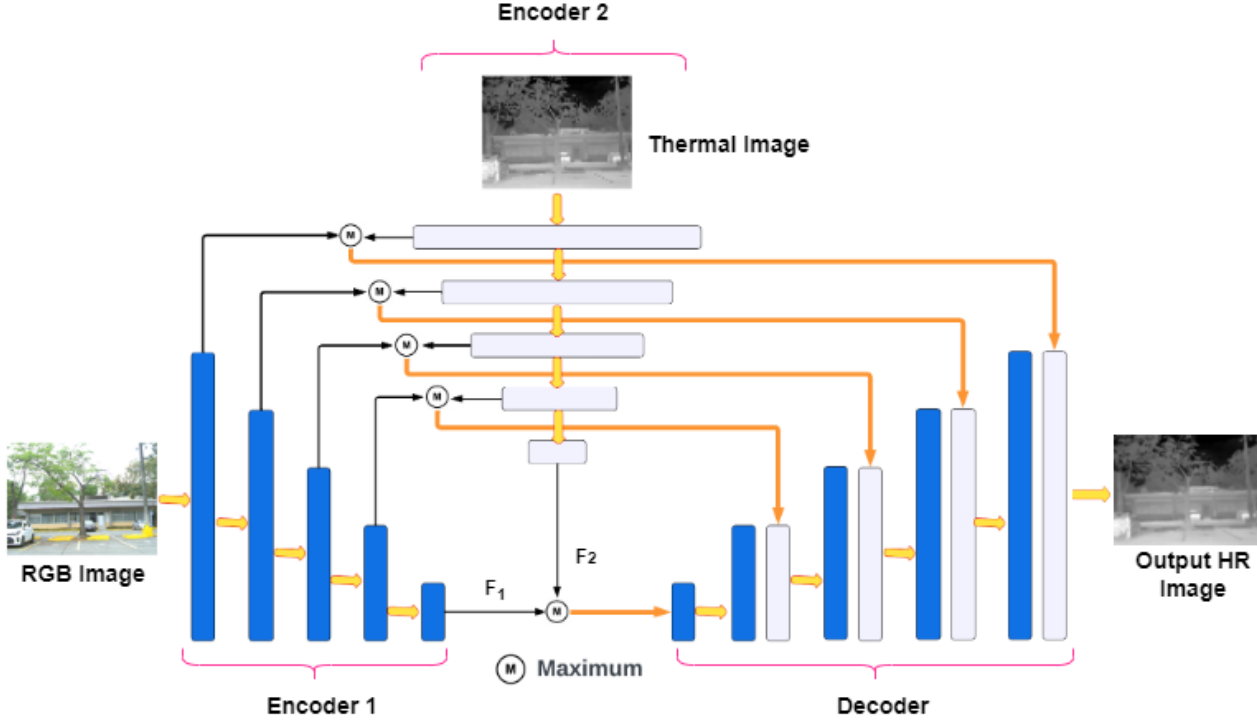 Encoder 2
Thermal Image
M
M
M
M
RGB Image
F1
F2
M
Output HR
Image
M Maximum
Encoder 1
Decoder